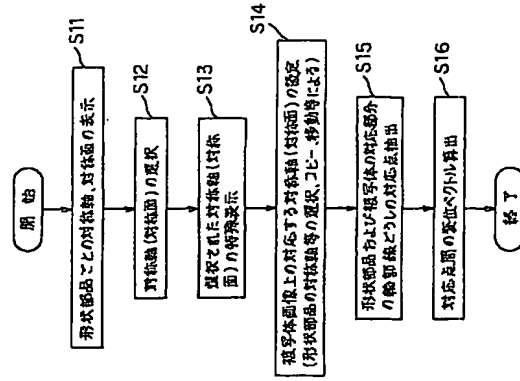 開始
S11
形状部品ごとの対称軸、対称面の表示
S12
対称軸(対称面)の選択
S13
選択された対称軸(対称
面)の特殊表示
S14
被写体画像上の対応する対称軸(対称面)の設定
(形状部品の対称軸等の選択、コピー、移動等による)
S15
形状部品および被写体の対応部分
の輪郭線どうしの対応点抽出
S16
対応点間の変位ベクトル算出
終了